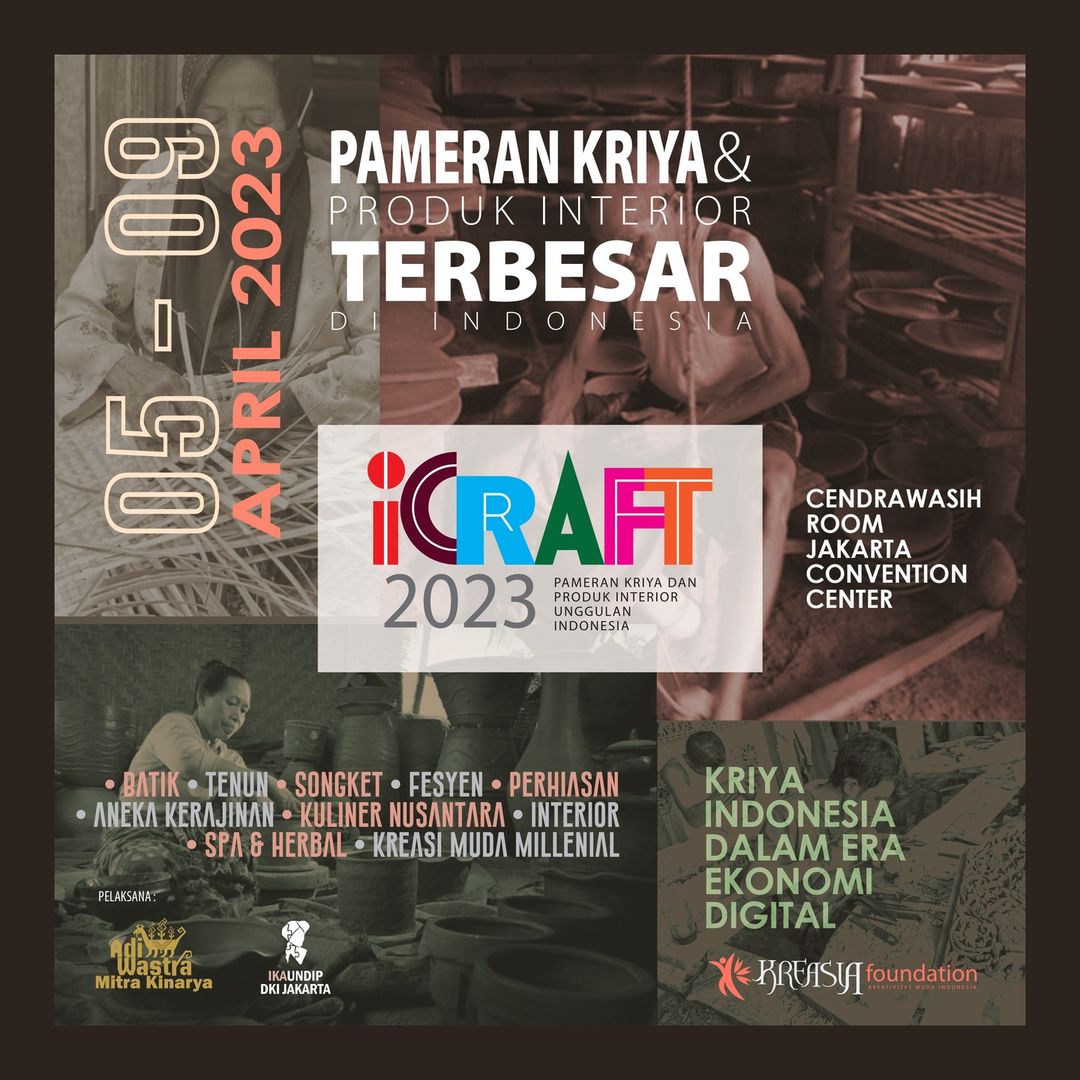 05 - 09
APRIL 2023
PAMERAN KRIYA &
PRODUK INTERIOR
TERBESAR
DI INDONESIA
iCRAFT
2023
PAMERAN KRIYA DAN
PRODUK INTERIOR
UNGGULAN
INDONESIA
CENDRAWASIH
ROOM
JAKARTA
CONVENTION
CENTER
• BATIK • TENUN • SONGKET • FESYEN • PERHIASAN
• ANEKA KERAJINAN • KULINER NUSANTARA • INTERIOR
• SPA & HERBAL • KREASI MUDA MILLENIAL
KRIYA
INDONESIA
DALAM ERA
EKONOMI
DIGITAL
PELAKSANA :
Adi
Wastra
Mitra Kinarya
IKAUNDIP
DKI JAKARTA
KREASIA foundation
KREATIVITAS MUDA INDONESIA